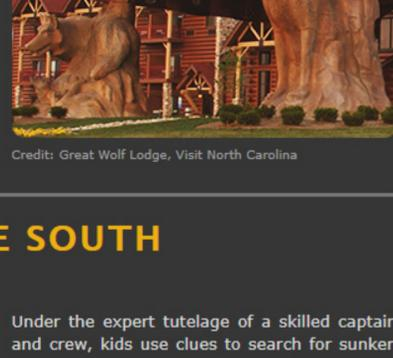 Credit: Great Wolf Lodge, Visit North Carolina
E SOUTH
Under the expert tutelage of a skilled captain
and crew, kids use clues to search for sunken